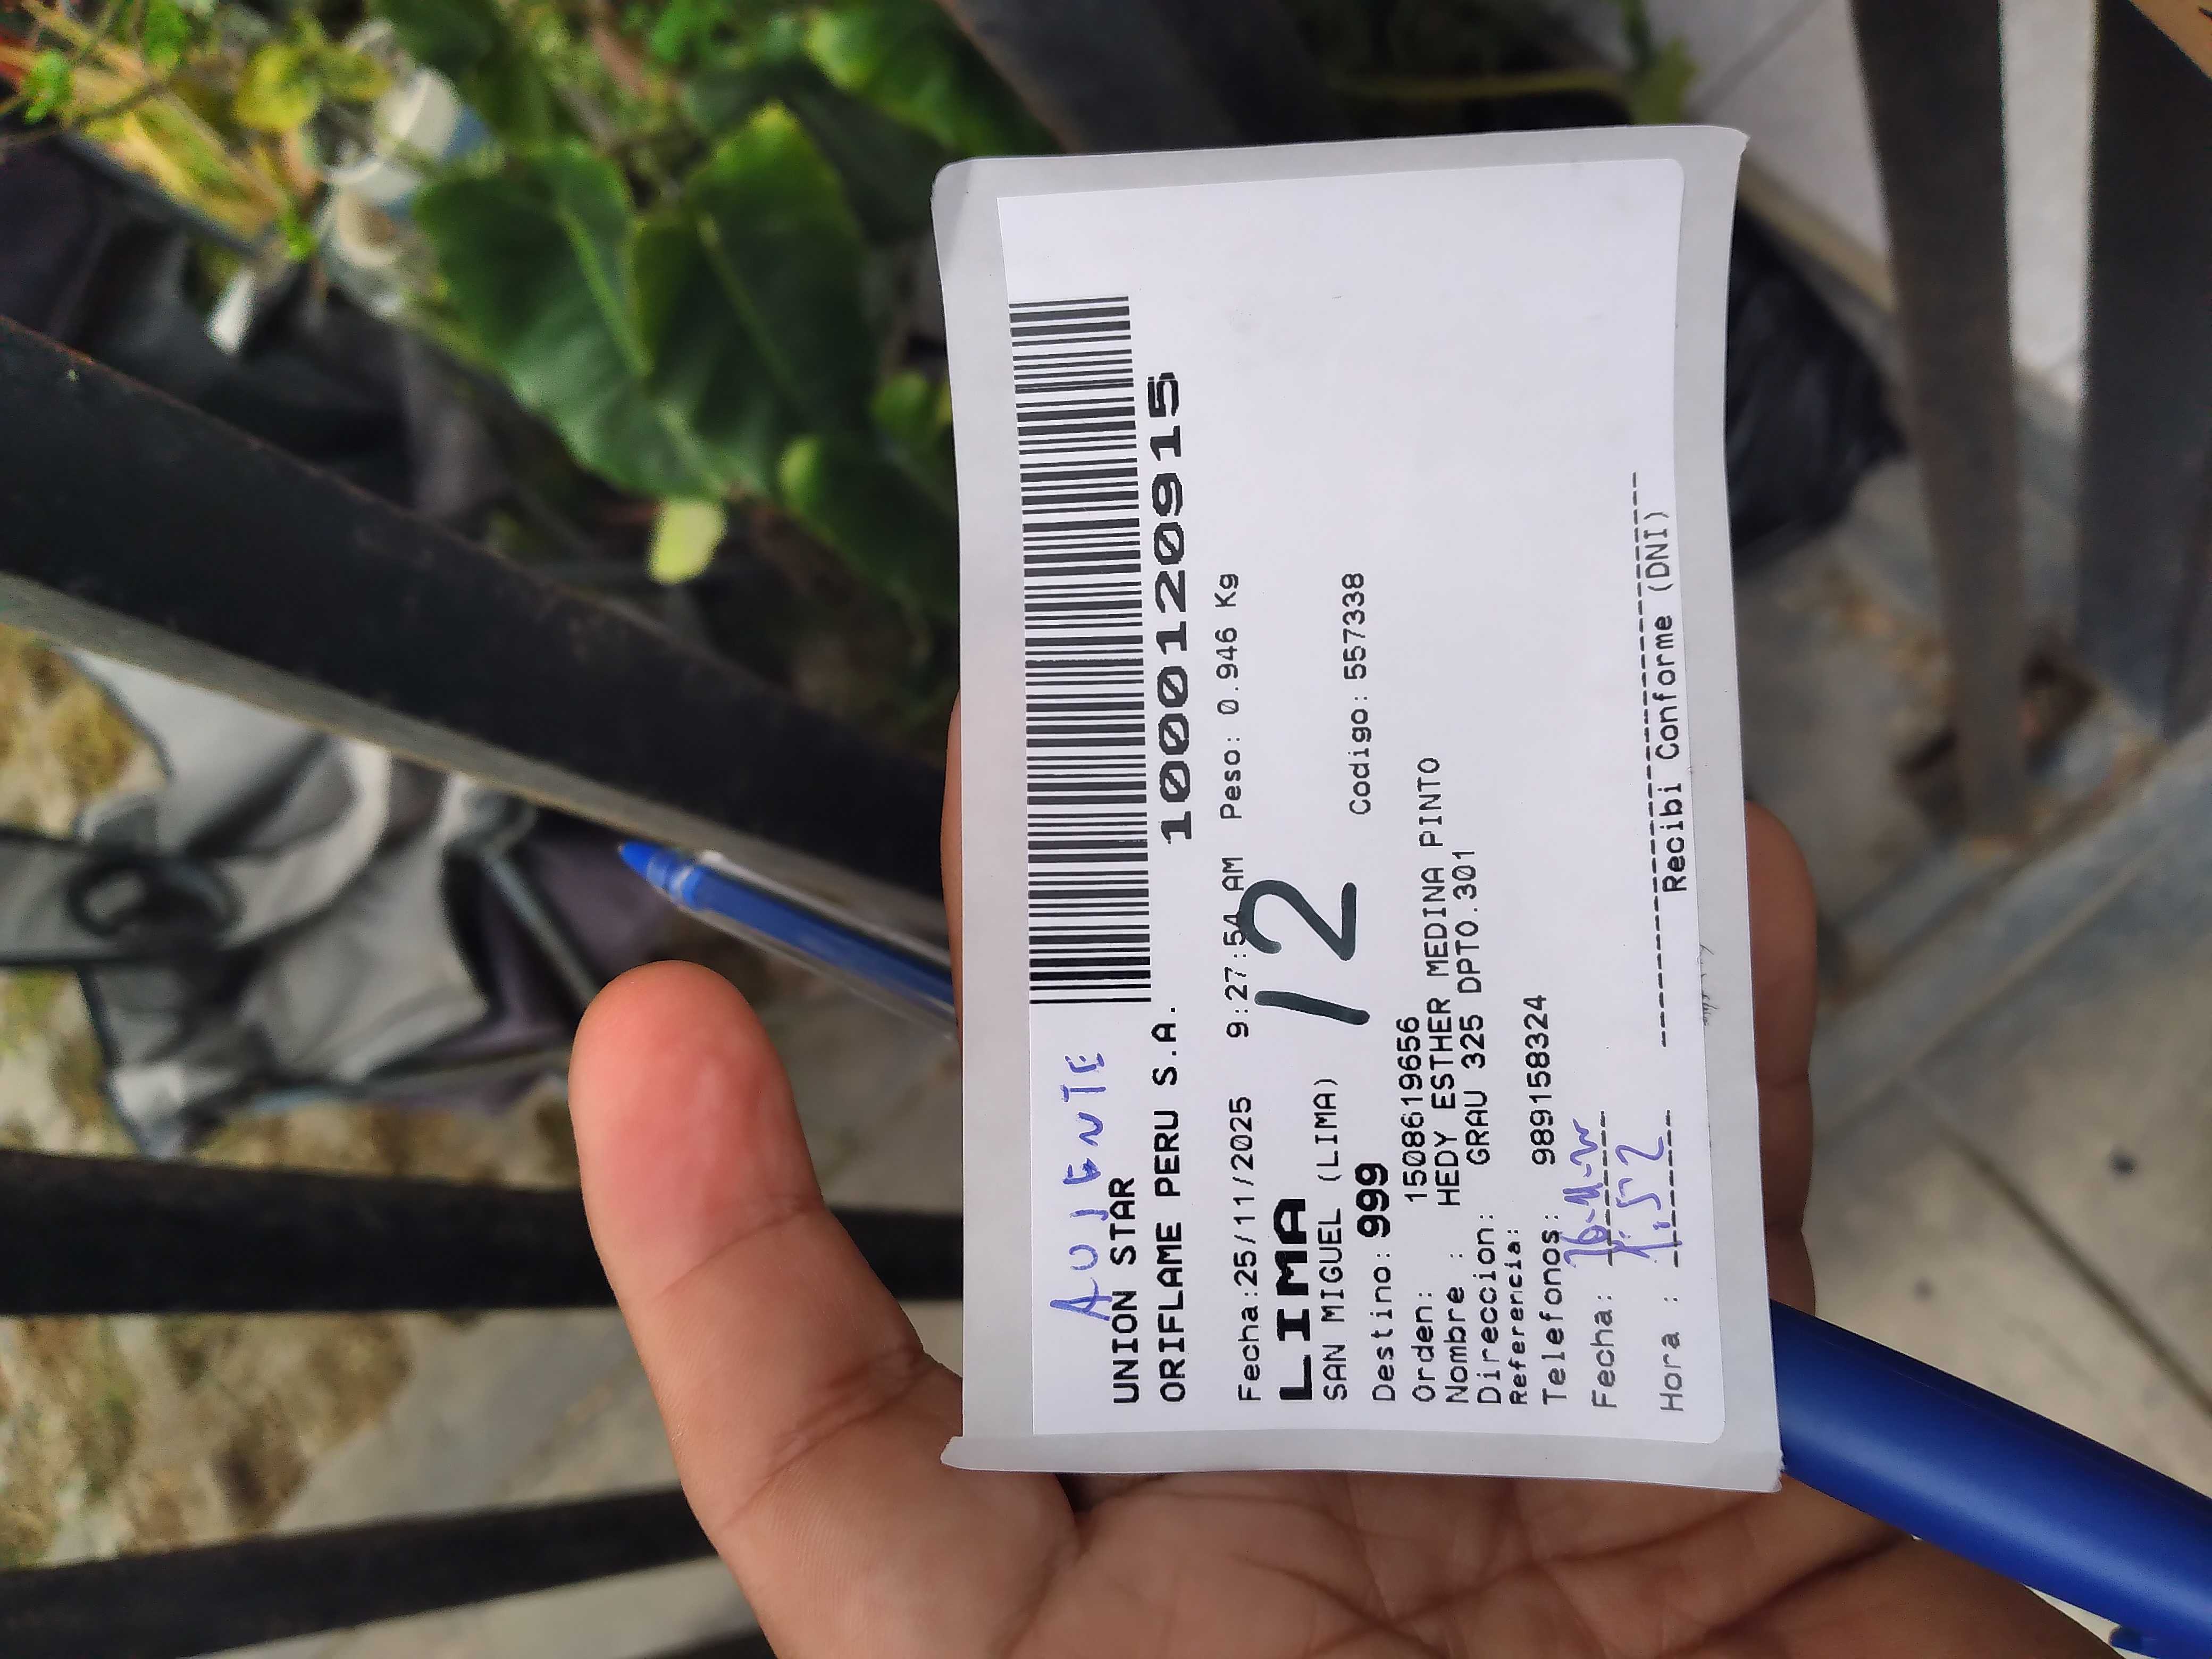 AUSENTE
UNION STAR
ORIFLAME PERU S.A. 1000120915
Fecha:25/11/2025 9:27:54 AM Peso: 0.946 Kg
LIMA 12
SAN MIGUEL (LIMA)
Destino: 999 Codigo: 557338
Orden: 1508619656
Nombre : HEDY ESTHER MEDINA PINTO
Direccion: GRAU 325 DPTO.301
Referencia:
Telefonos: 989158324
Fecha:
Hora : 1:52
Recibi Conforme (DNI)